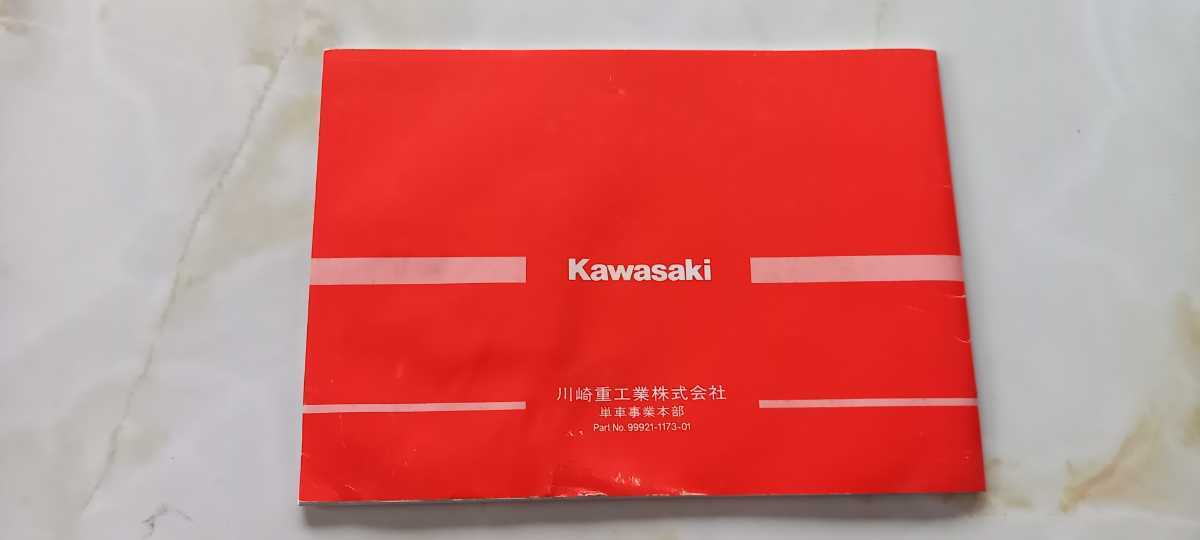 Kawasaki
川崎重工業株式会社
単車事業本部
Part No. 99921-1173-01